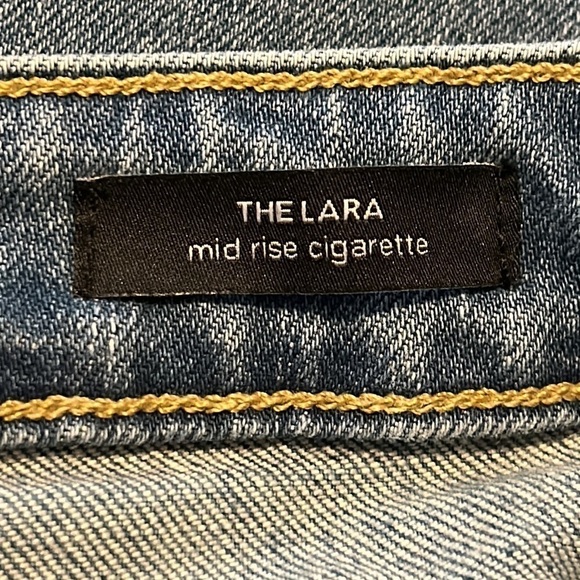 THE LARA
mid rise cigarette